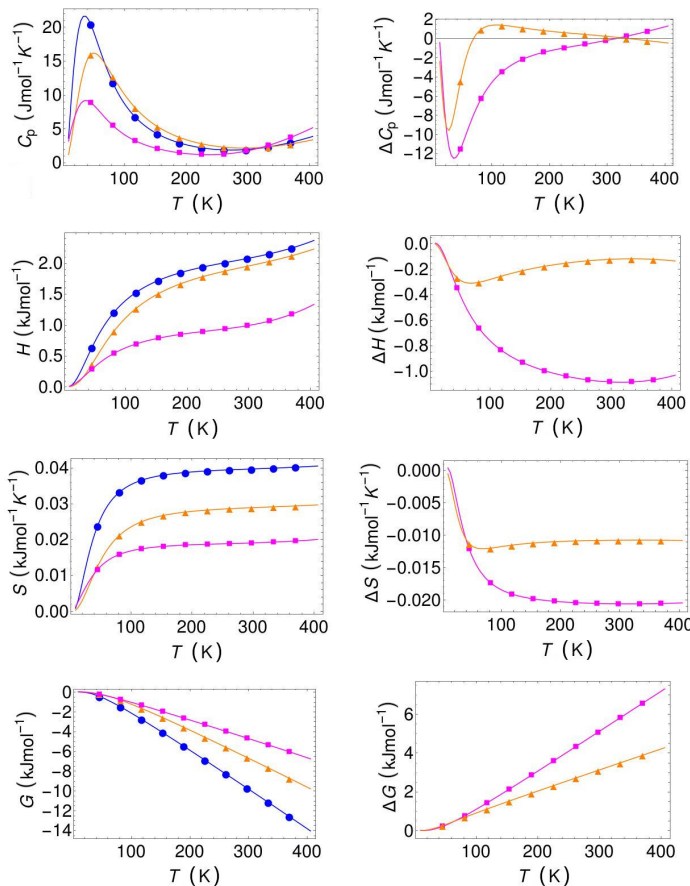 C_p (Jmol⁻¹K⁻¹)
20
15
10
5
0
100 200 300 400
T (K)
ΔC_p (Jmol⁻¹K⁻¹)
2
0
−2
−4
−6
−8
−10
−12
100 200 300 400
T (K)
H (kJmol⁻¹)
2.0
1.5
1.0
0.5
0.0
100 200 300 400
T (K)
ΔH (kJmol⁻¹)
0.0
−0.2
−0.4
−0.6
−0.8
−1.0
100 200 300 400
T (K)
S (kJmol⁻¹K⁻¹)
0.04
0.03
0.02
0.01
0.00
100 200 300 400
T (K)
ΔS (kJmol⁻¹K⁻¹)
0.000
−0.005
−0.010
−0.015
−0.020
100 200 300 400
T (K)
G (kJmol⁻¹)
0
−2
−4
−6
−8
−10
−12
−14
100 200 300 400
T (K)
ΔG (kJmol⁻¹)
6
4
2
0
100 200 300 400
T (K)